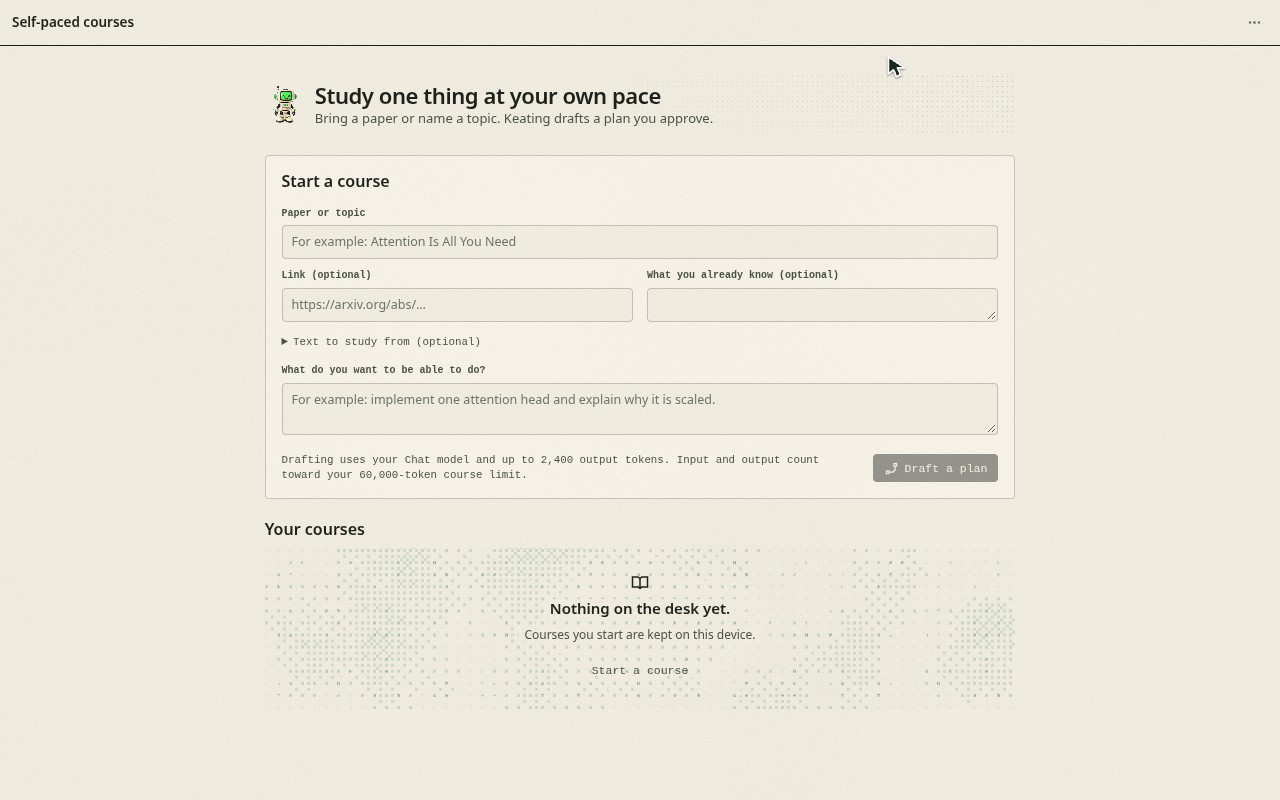 Self-paced courses
Study one thing at your own pace
Bring a paper or name a topic. Keating drafts a plan you approve.
Start a course
Paper or topic
For example: Attention Is All You Need
Link (optional)
What you already know (optional)
https://arxiv.org/abs/...
Text to study from (optional)
What do you want to be able to do?
For example: implement one attention head and explain why it is scaled.
Drafting uses your Chat model and up to 2,400 output tokens. Input and output count
toward your 60,000-token course limit.
Draft a plan
Your courses
Nothing on the desk yet.
Courses you start are kept on this device.
Start a course